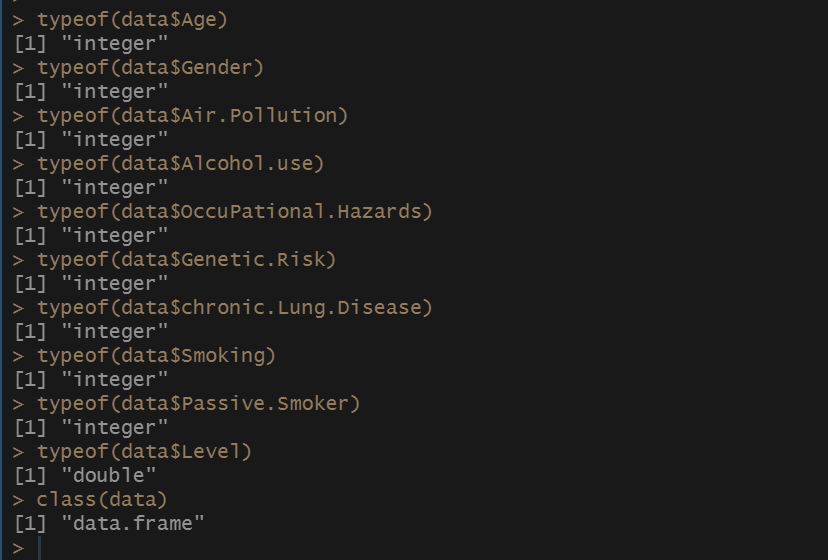 > typeof(data$Age)
[1] "integer"
> typeof(data$Gender)
[1] "integer"
> typeof(data$Air.Pollution)
[1] "integer"
> typeof(data$Alcohol.use)
[1] "integer"
> typeof(data$OccuPational.Hazards)
[1] "integer"
> typeof(data$Genetic.Risk)
[1] "integer"
> typeof(data$chronic.Lung.Disease)
[1] "integer"
> typeof(data$Smoking)
[1] "integer"
> typeof(data$Passive.Smoker)
[1] "integer"
> typeof(data$Level)
[1] "double"
> class(data)
[1] "data.frame"
>